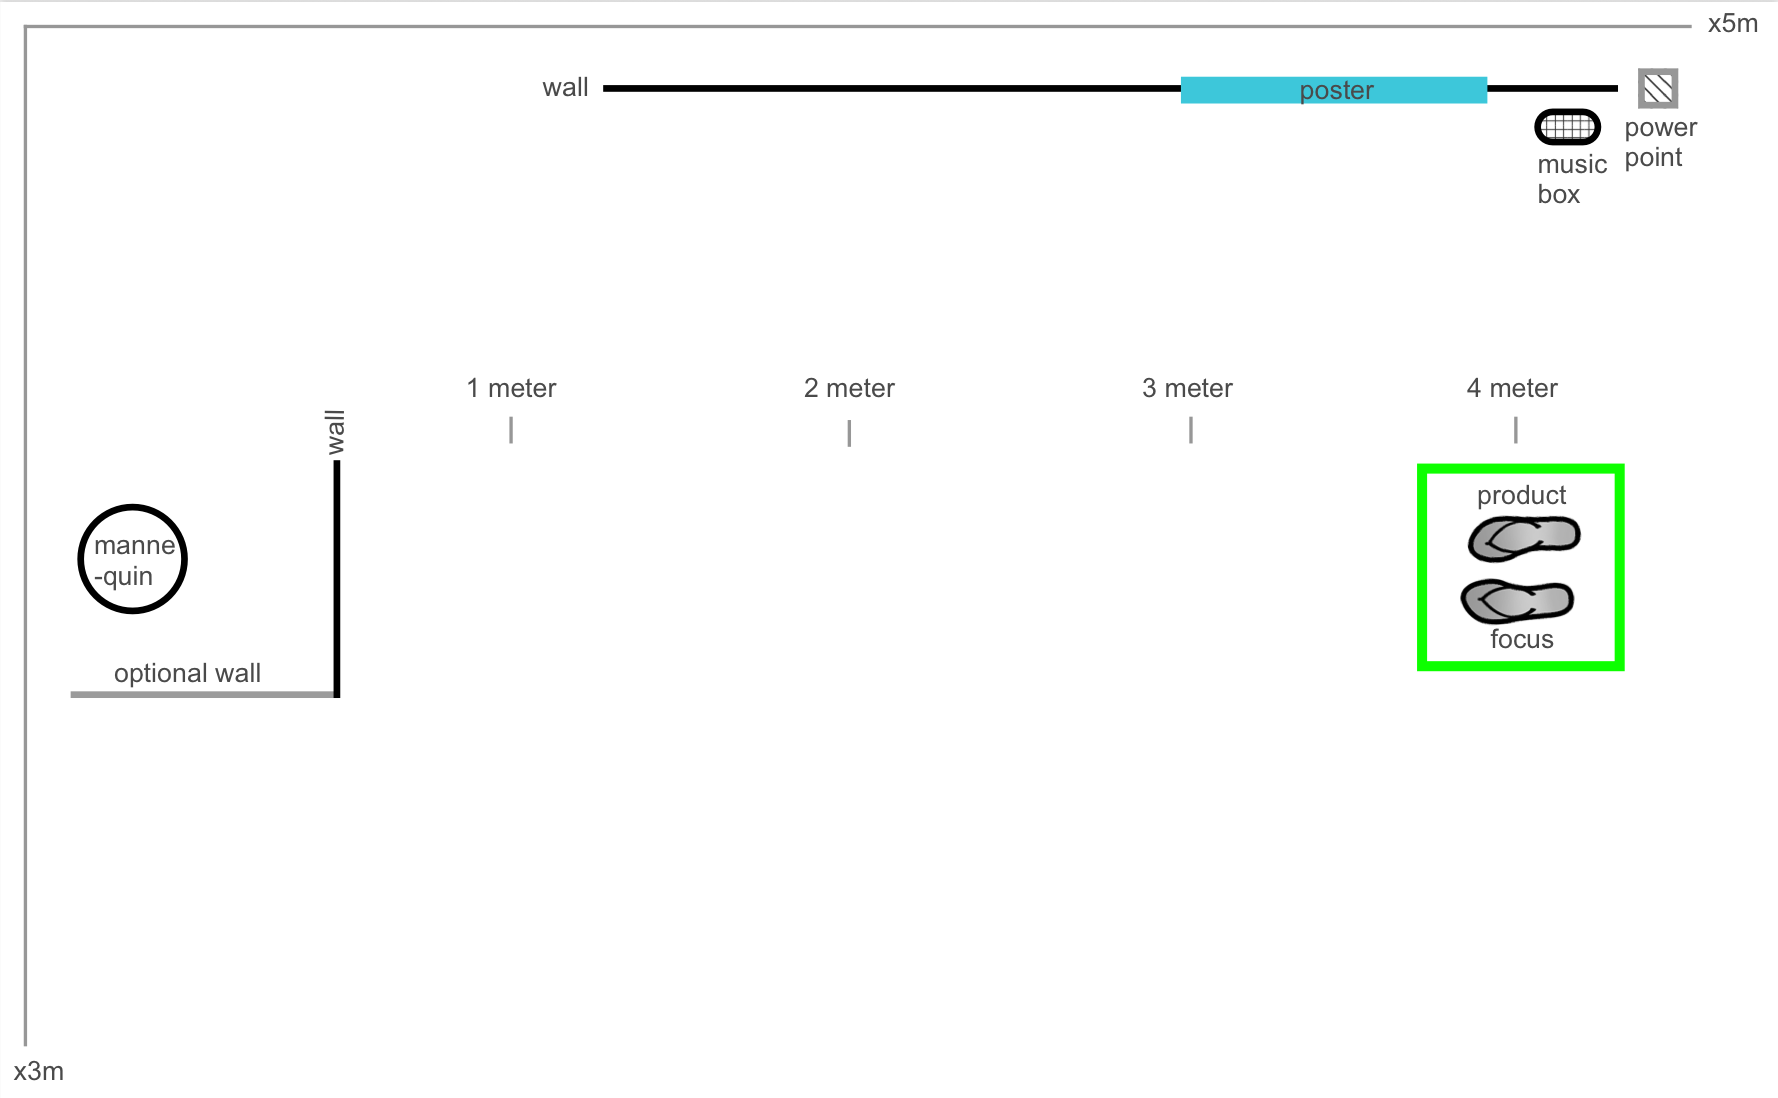 x5m
wall
poster
power
point
music
box
1 meter
2 meter
3 meter
4 meter
wall
product
manne
-quin
focus
optional wall
x3m